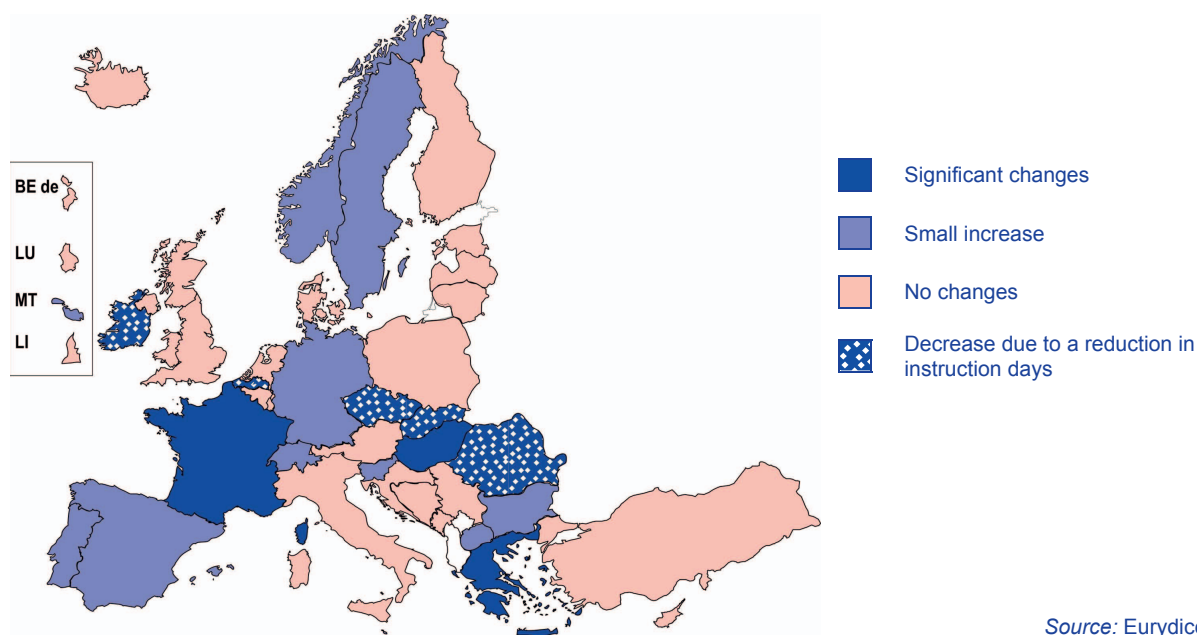 BE de
LU
MT
LI
Significant changes
Small increase
No changes
Decrease due to a reduction in
instruction days
Source: Eurydice